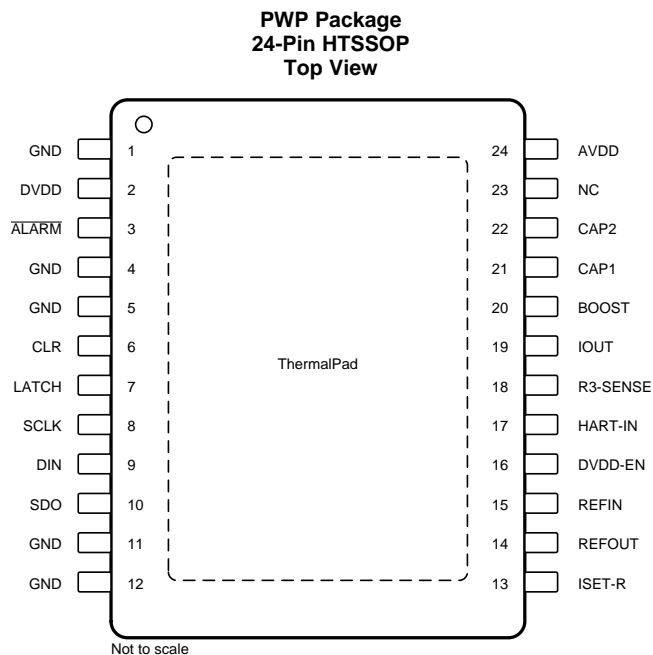 PWP Package
24-Pin HTSSOP
Top View
GND 1 24 AVDD
DVDD 2 23 NC
ALARM 3 22 CAP2
GND 4 21 CAP1
GND 5 20 BOOST
CLR 6 19 IOUT
ThermalPad
LATCH 7 18 R3-SENSE
SCLK 8 17 HART-IN
DIN 9 16 DVDD-EN
SDO 10 15 REFIN
GND 11 14 REFOUT
GND 12 13 ISET-R
Not to scale